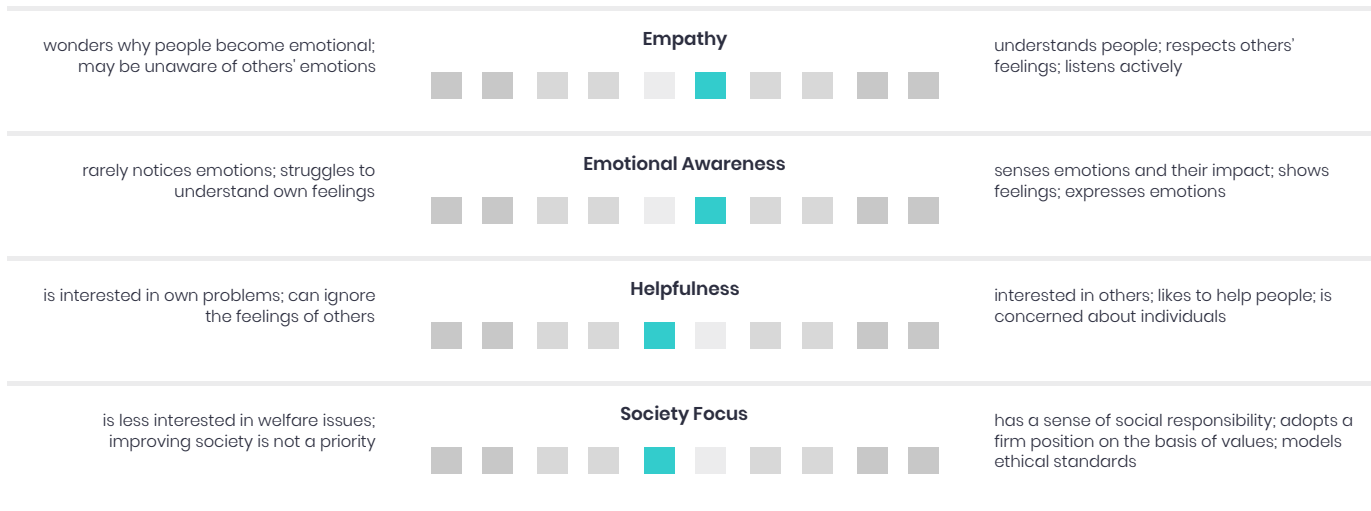 Empathy
wonders why people become emotional;
may be unaware of others' emotions
understands people; respects others'
feelings; listens actively
Emotional Awareness
rarely notices emotions; struggles to
understand own feelings
senses emotions and their impact; shows
feelings; expresses emotions
Helpfulness
is interested in own problems; can ignore
the feelings of others
interested in others; likes to help people; is
concerned about individuals
Society Focus
is less interested in welfare issues;
improving society is not a priority
has a sense of social responsibility; adopts a
firm position on the basis of values; models
ethical standards